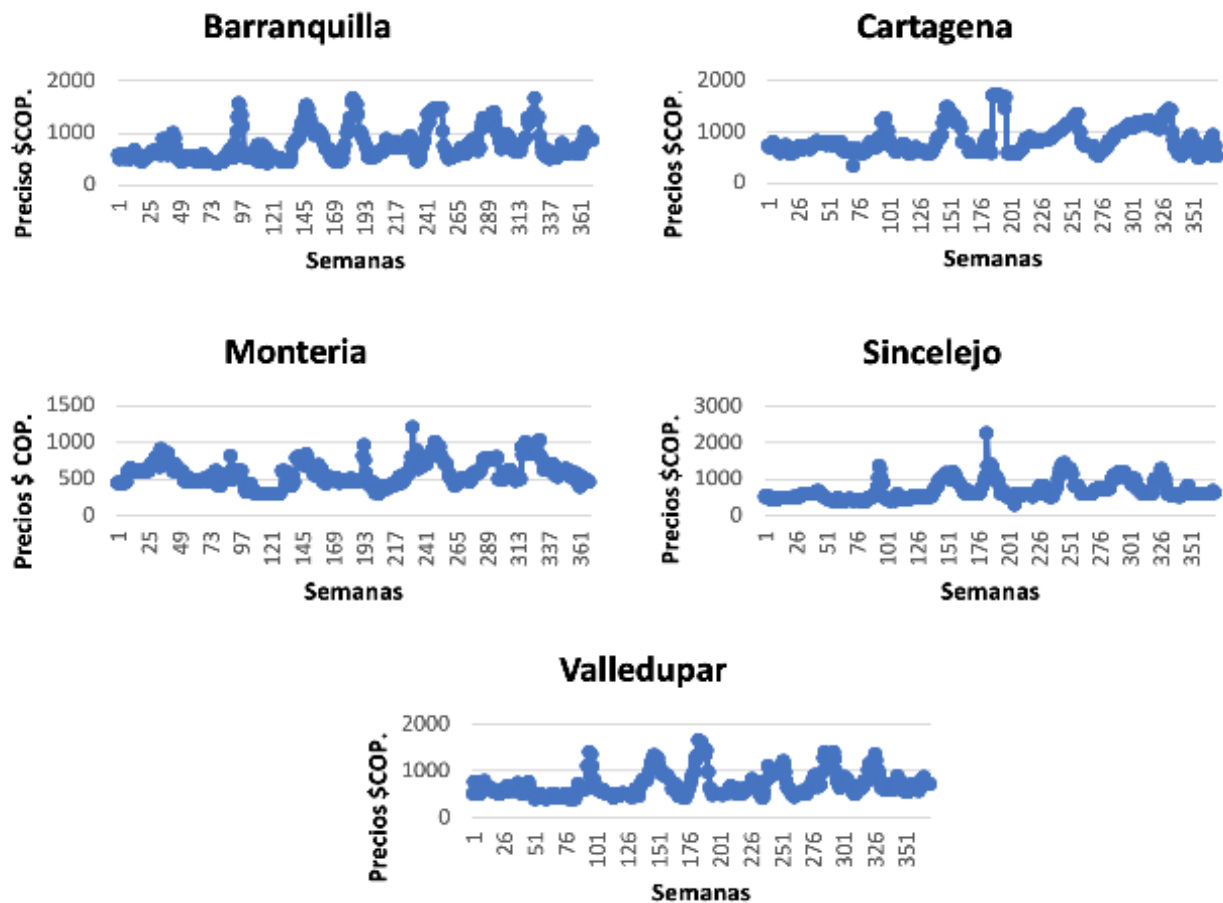 Barranquilla
Preciso $COP.
2000
1000
0
1 25 49 73 97 121 145 169 193 217 241 265 289 313 337 361
Semanas
Cartagena
Precios $COP.
2000
1000
0
1 26 51 76 101 126 151 176 201 226 251 276 301 326 351
Semanas
Monteria
Precios $ COP.
1500
1000
500
0
1 25 49 73 97 121 145 169 193 217 241 265 289 313 337 361
Semanas
Sincelejo
Precios $COP.
3000
2000
1000
0
1 26 51 76 101 126 151 176 201 226 251 276 301 326 351
Semanas
Valledupar
Precios $COP.
2000
1000
0
1 26 51 76 101 126 151 176 201 226 251 276 301 326 351
Semanas